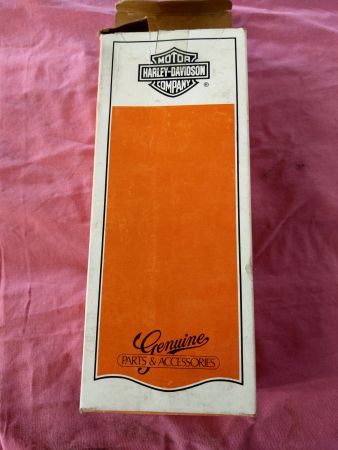 MOTOR
HARLEY-DAVIDSON
COMPANY
®
Genuine
PARTS & ACCESSORIES